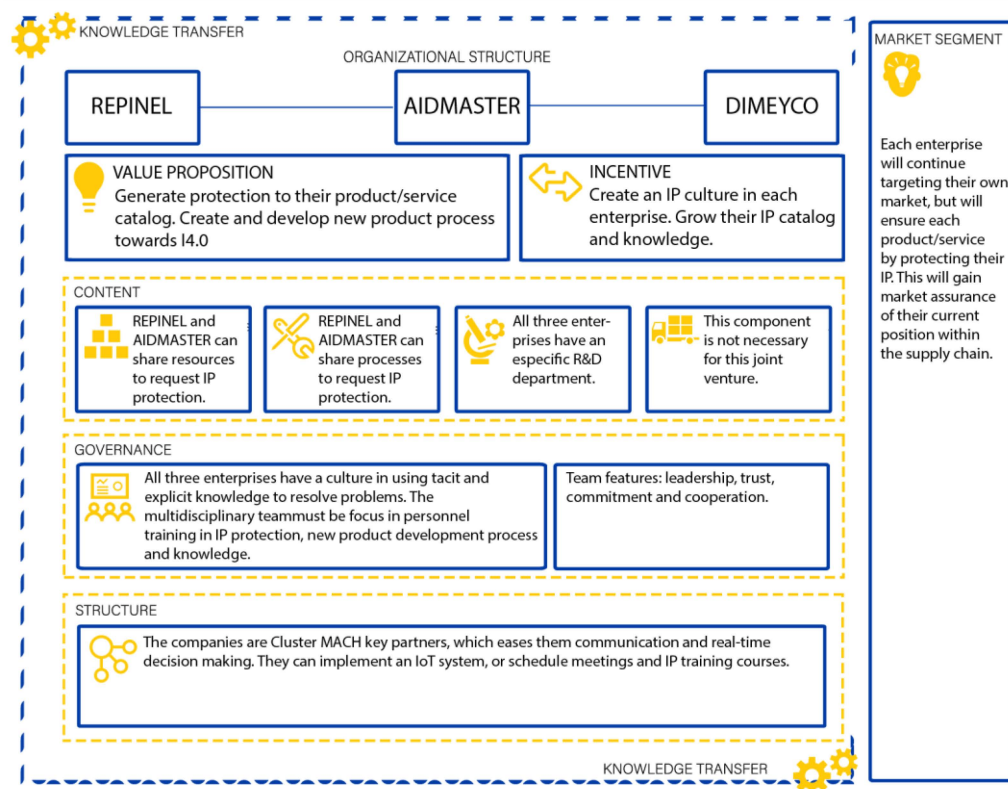 KNOWLEDGE TRANSFER
ORGANIZATIONAL STRUCTURE
REPINEL
AIDMASTER
DIMEYCO
VALUE PROPOSITION
Generate protection to their product/service
catalog. Create and develop new product process
towards I4.0
INCENTIVE
Create an IP culture in each
enterprise. Grow their IP catalog
and knowledge.
CONTENT
REPINEL and
AIDMASTER can
share resources
to request IP
protection.
REPINEL and
AIDMASTER can
share processes
to request IP
protection.
All three enter-
prises have an
especific R&D
department.
This component
is not necessary
for this joint
venture.
GOVERNANCE
All three enterprises have a culture in using tacit and
explicit knowledge to resolve problems. The
multidisciplinary teammust be focus in personnel
training in IP protection, new product development process
and knowledge.
Team features: leadership, trust,
commitment and cooperation.
STRUCTURE
The companies are Cluster MACH key partners, which eases them communication and real-time
decision making. They can implement an IoT system, or schedule meetings and IP training courses.
KNOWLEDGE TRANSFER
MARKET SEGMENT
Each enterprise
will continue
targeting their own
market, but will
ensure each
product/service
by protecting their
IP. This will gain
market assurance
of their current
position within
the supply chain.